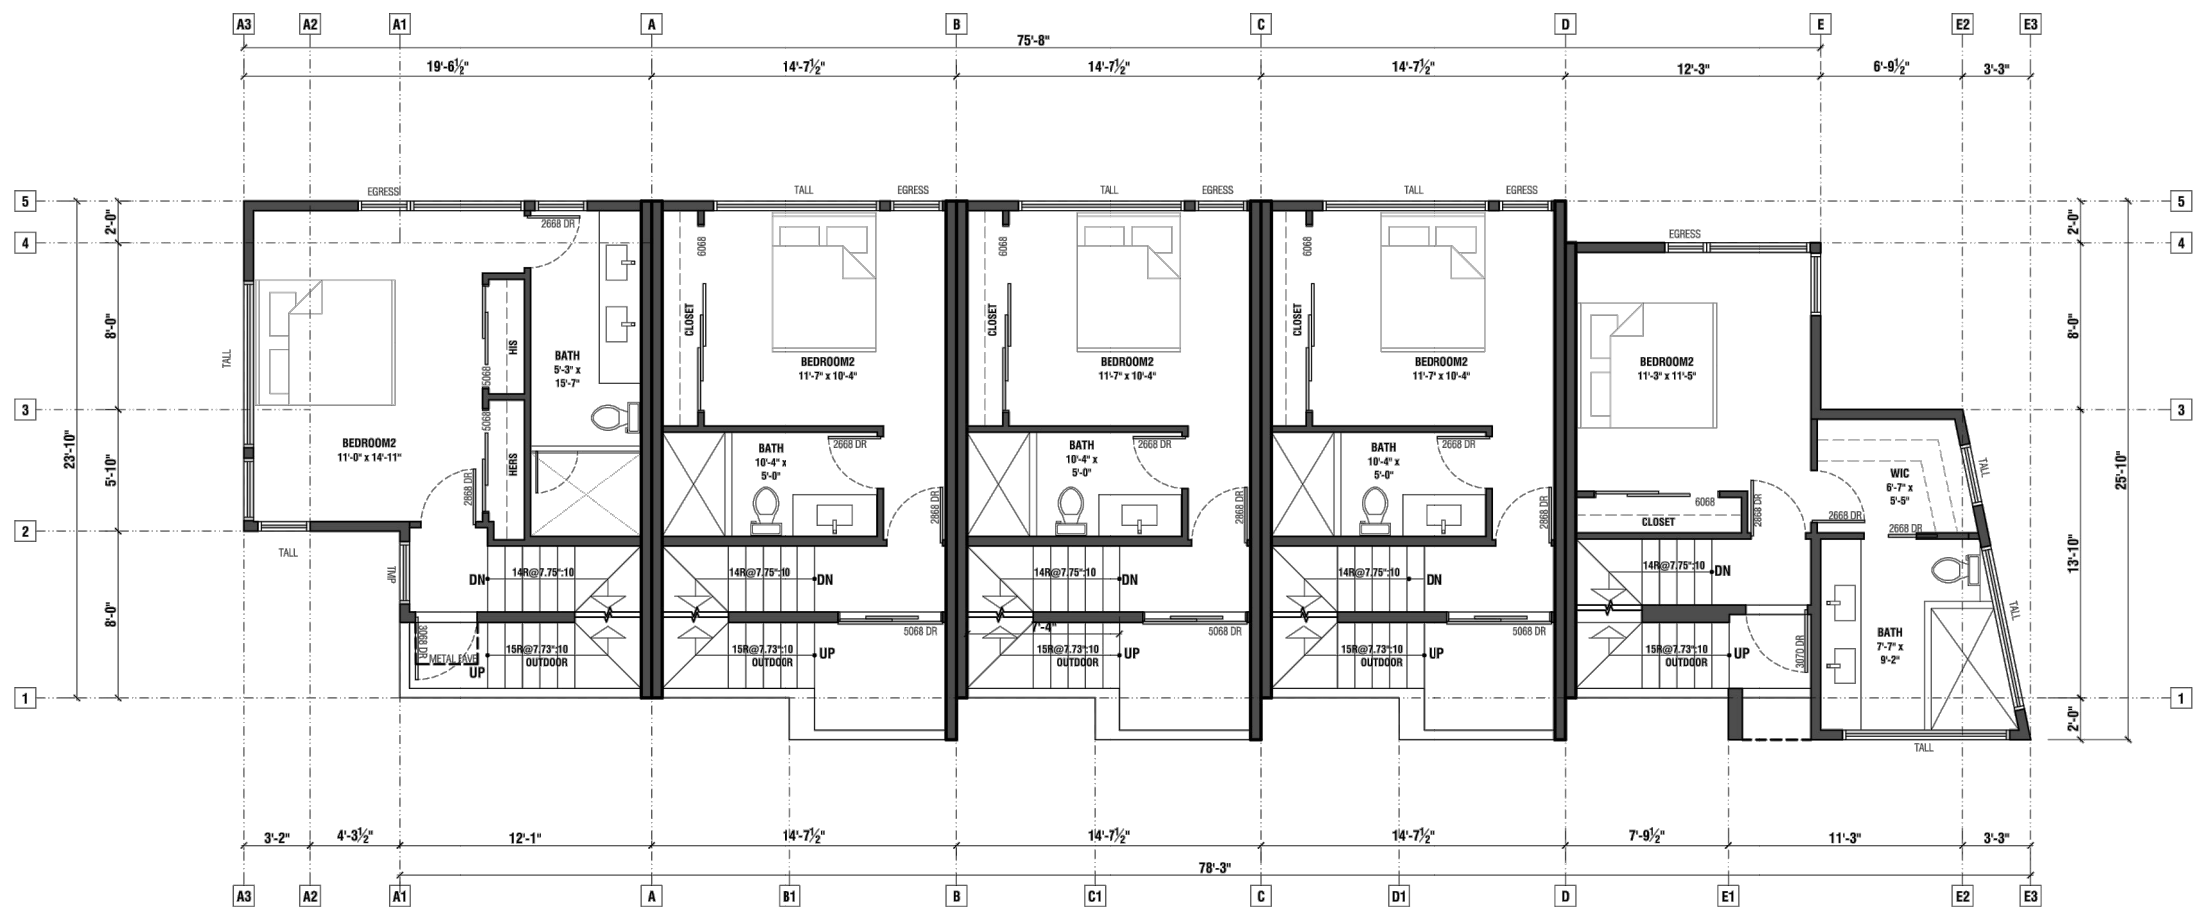 A3 A2 A1 A B C D E E2 E3
75'-8"
19'-6½" 14'-7½" 14'-7½" 14'-7½" 12'-3" 6'-9½" 3'-3"
EGRESS TALL EGRESS TALL EGRESS TALL EGRESS
5 5
2'-0" 2'-0"
2668 DR
EGRESS
4 4
6068 6068 6068
8'-0" 8'-0"
CLOSET CLOSET CLOSET
TALL
HIS
5068
BATH
5'-3" x
15'-7"
BEDROOM2
11'-7" x 10'-4"
BEDROOM2
11'-7" x 10'-4"
BEDROOM2
11'-7" x 10'-4"
BEDROOM2
11'-3" x 11'-5"
3 3
5068
HERS
BEDROOM2
11'-0" x 14'-11"
23'-10" 5'-10"
2868 DR
BATH
10'-4" x
5'-0"
2668 DR
2868 DR
BATH
10'-4" x
5'-0"
2668 DR
2868 DR
BATH
10'-4" x
5'-0"
2668 DR
2868 DR
6068
CLOSET
2868 DR
WIC
6'-7" x
5'-5"
2668 DR 2668 DR
TALL
25'-10"
13'-10"
2 2
TALL
TMP
DN 14R@7.75":10
14R@7.75":10 DN
14R@7.75":10 DN
14R@7.75":10 DN
14R@7.75":10 DN
8'-0"
TALL
3068 DR
METAL EAVE
UP
15R@7.73":10
OUTDOOR
15R@7.73":10
OUTDOOR
UP
5068 DR
7'-4"
15R@7.73":10
OUTDOOR
UP
5068 DR
15R@7.73":10
OUTDOOR
UP
5068 DR
15R@7.73":10
OUTDOOR
UP
3070 DR
BATH
7'-7" x
9'-2"
1 1
2'-0"
TALL
3'-2" 4'-3½" 12'-1" 14'-7½" 14'-7½" 14'-7½" 7'-9½" 11'-3" 3'-3"
78'-3"
A3 A2 A1 A B1 B C1 C D1 D E1 E2 E3